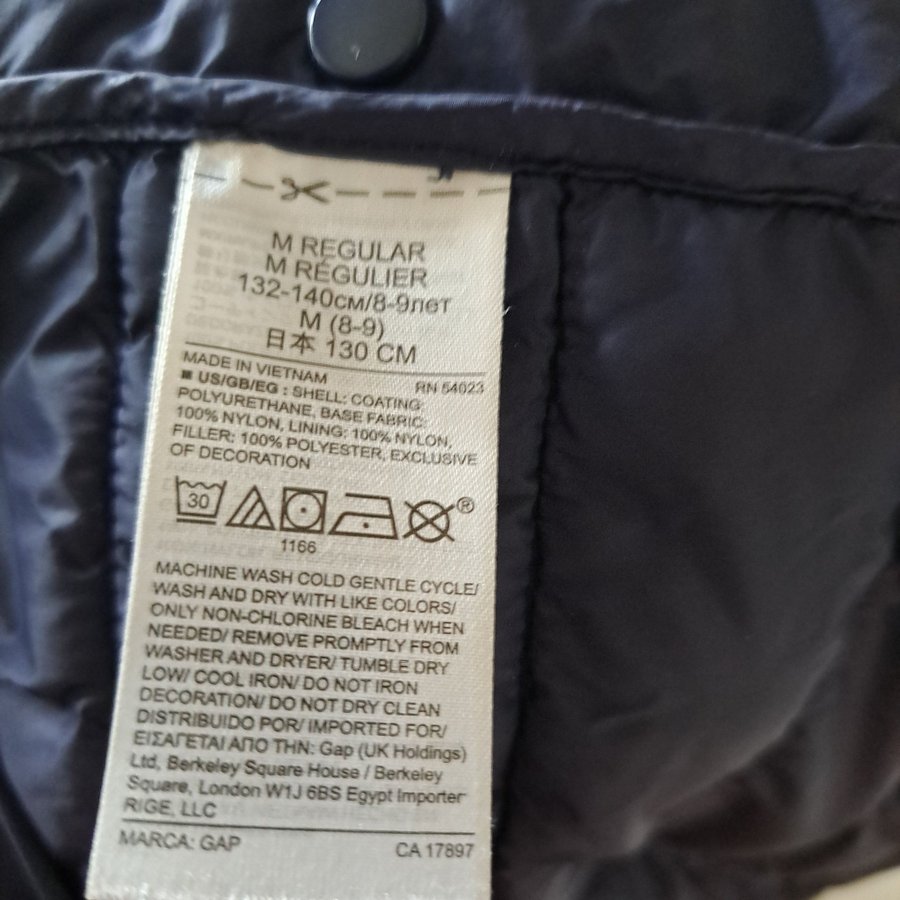 M REGULAR
M RÉGULIER
132-140см/8-9лет
M (8-9)
日本 130 CM
MADE IN VIETNAM
RN 54023
■ US/GB/EG : SHELL: COATING:
POLYURETHANE, BASE FABRIC:
100% NYLON, LINING: 100% NYLON,
FILLER: 100% POLYESTER, EXCLUSIVE
OF DECORATION
30
®
1166
MACHINE WASH COLD GENTLE CYCLE/
WASH AND DRY WITH LIKE COLORS/
ONLY NON-CHLORINE BLEACH WHEN
NEEDED/ REMOVE PROMPTLY FROM
WASHER AND DRYER/ TUMBLE DRY
LOW/ COOL IRON/ DO NOT IRON
DECORATION/ DO NOT DRY CLEAN
DISTRIBUIDO POR/ IMPORTED FOR/
ΕΙΣΑΓΕΤΑΙ ΑΠΟ ΤΗΝ: Gap (UK Holdings)
Ltd, Berkeley Square House / Berkeley
Square, London W1J 6BS Egypt Importer
RIGE, LLC
MARCA: GAP
CA 17897